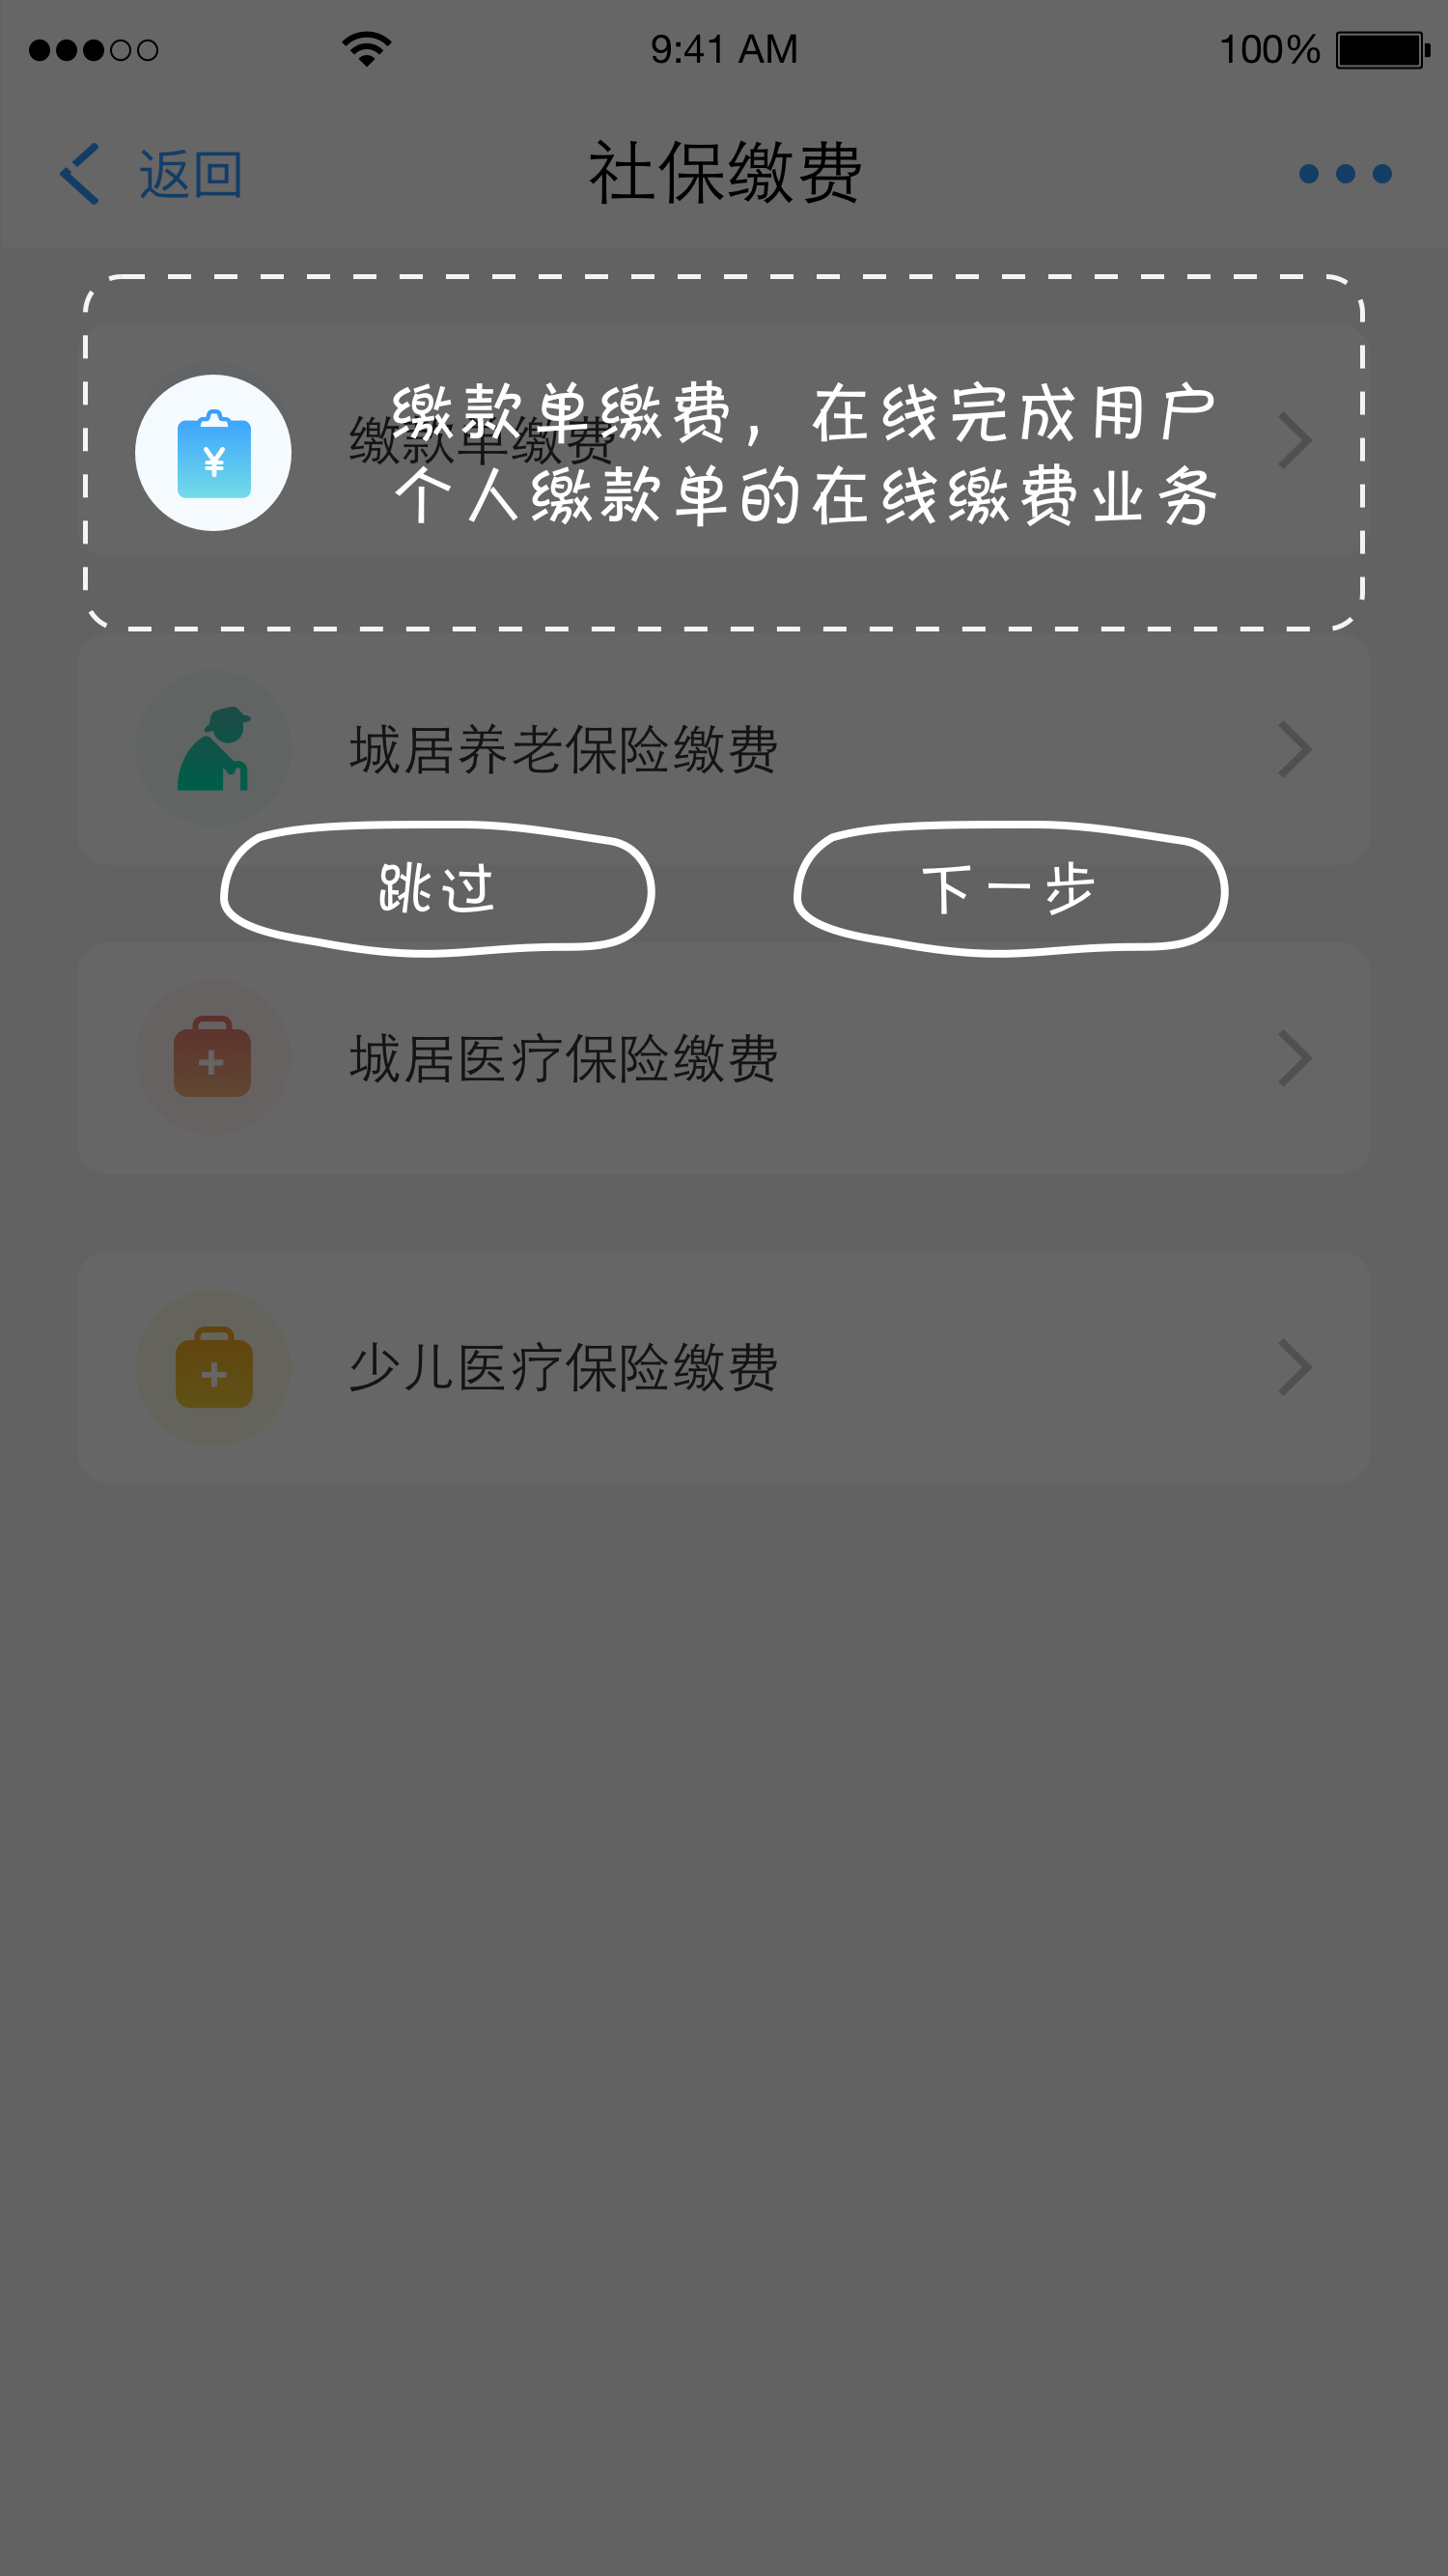 9:41 AM
100%
返回
社保缴费
缴款单缴费，在线完成用户
缴款单缴费
个人缴款单的在线缴费业务
城居养老保险缴费
跳过
下一步
城居医疗保险缴费
少儿医疗保险缴费